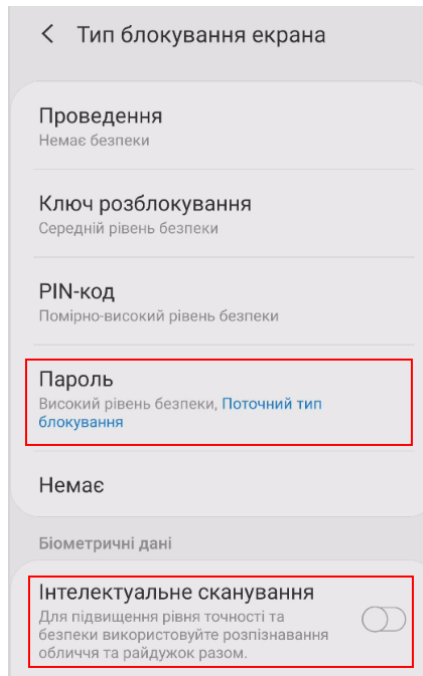 Тип блокування екрана
Проведення
Немає безпеки
Ключ розблокування
Середній рівень безпеки
PIN-код
Помірно-високий рівень безпеки
Пароль
Високий рівень безпеки, Поточний тип
блокування
Немає
Біометричні дані
Інтелектуальне сканування
Для підвищення рівня точності та
безпеки використовуйте розпізнавання
обличчя та райдужок разом.